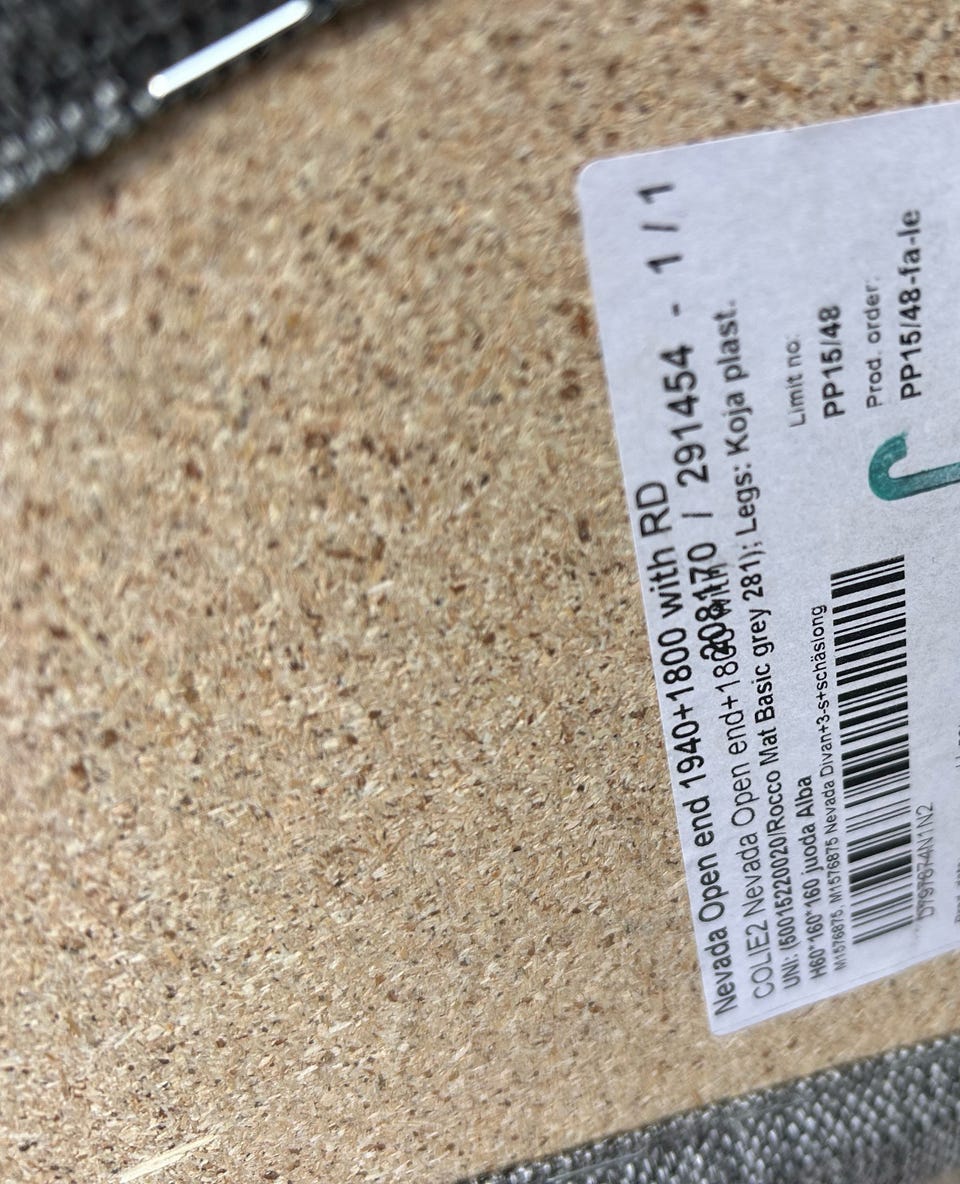 Nevada Open end 1940+1800 with RD
208170 / 291454 - 1 / 1
COLIE2 Nevada Open end+1800 with
UNI: (50015220020/Rocco Mat Basic grey 281); Legs: Koja plast.
H60*160*160 juoda Alba
M1576875, M1576875 Nevada Divan+3-s+schäslong
Limit no:
PP15/48
Prod. order:
PP15/48-fa-le